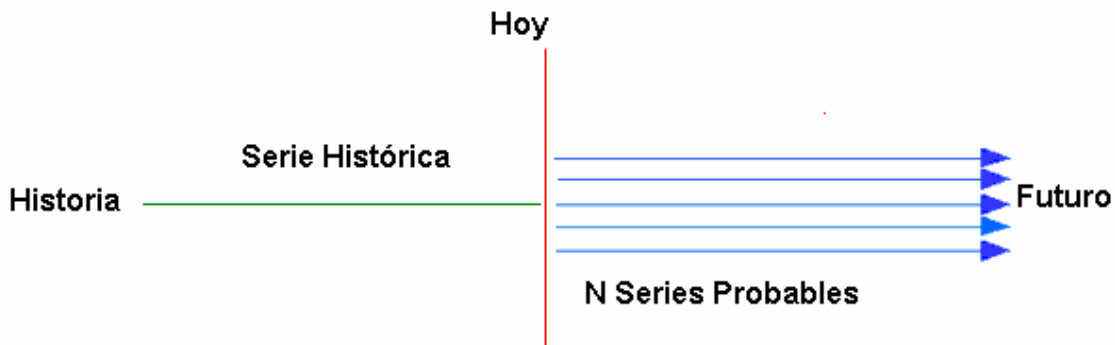 Hoy
Serie Histórica
Historia
Futuro
N Series Probables